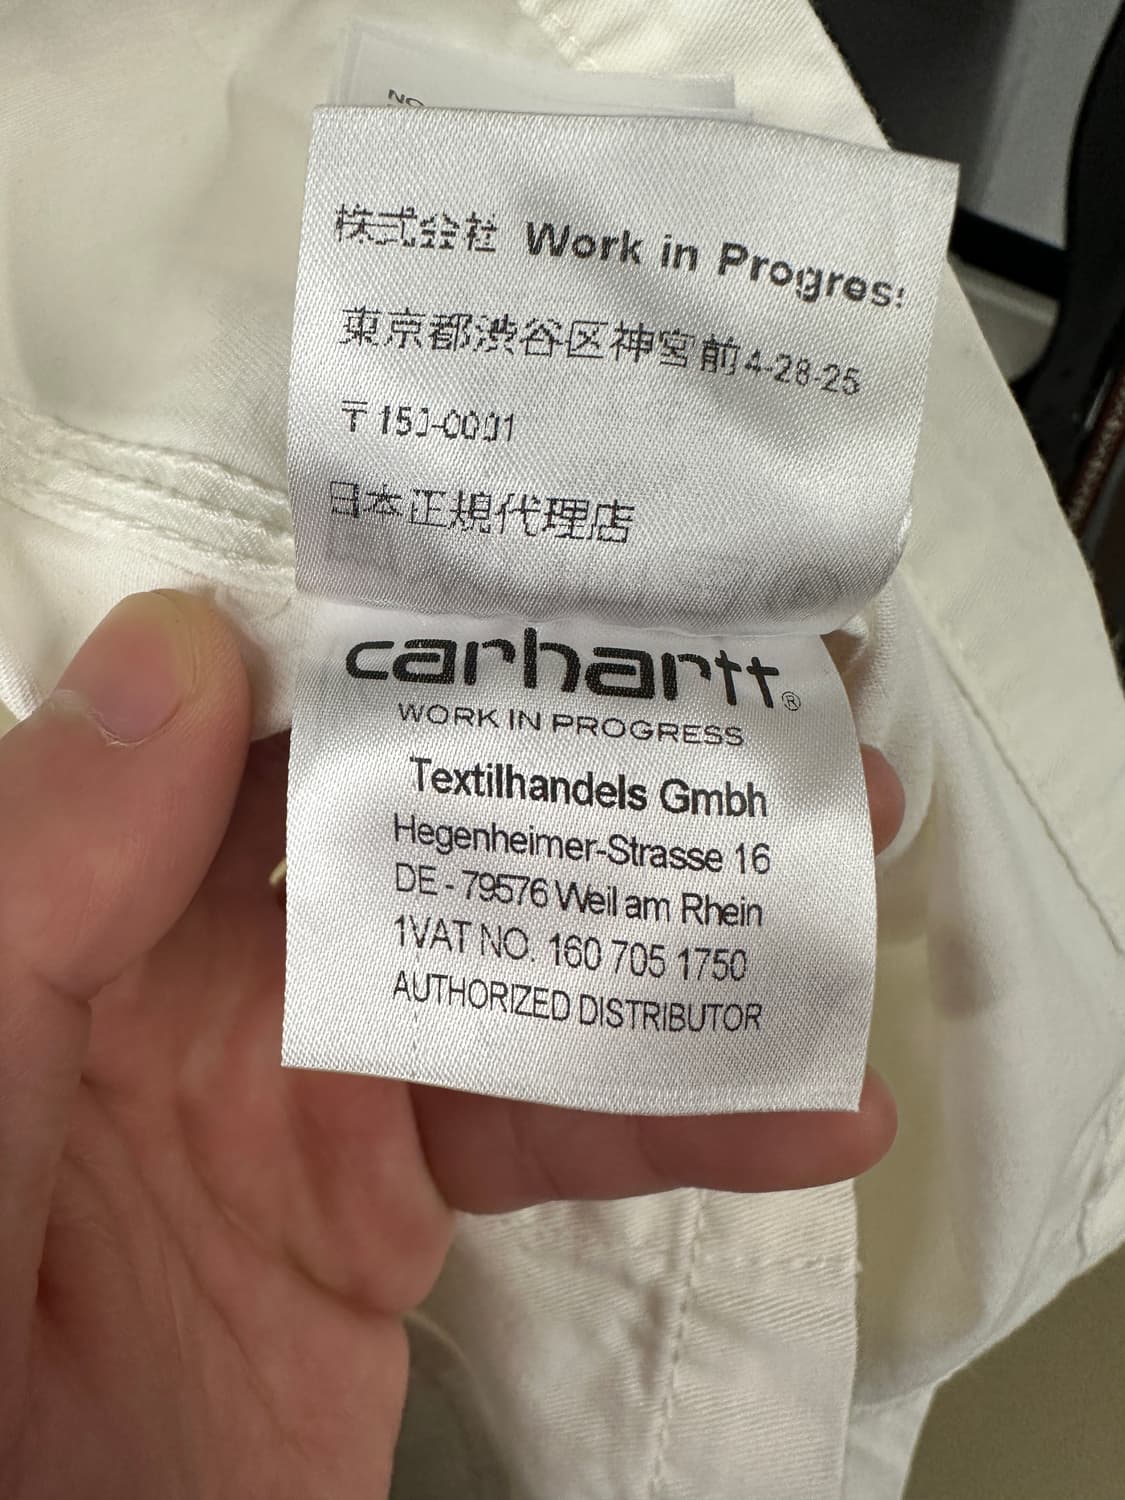 NO
株式会社 Work in Progres
東京都渋谷区神宮前4-28-25
〒150-0001
日本正規代理店
carhartt®
WORK IN PROGRESS
Textilhandels Gmbh
Hegenheimer-Strasse 16
DE - 79576 Weil am Rhein
1VAT NO. 160 705 1750
AUTHORIZED DISTRIBUTOR